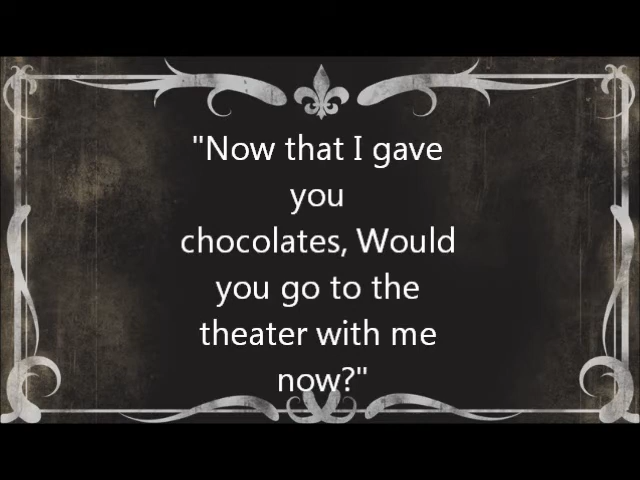 "Now that I gave
you
chocolates, Would
you go to the
theater with me
now?"